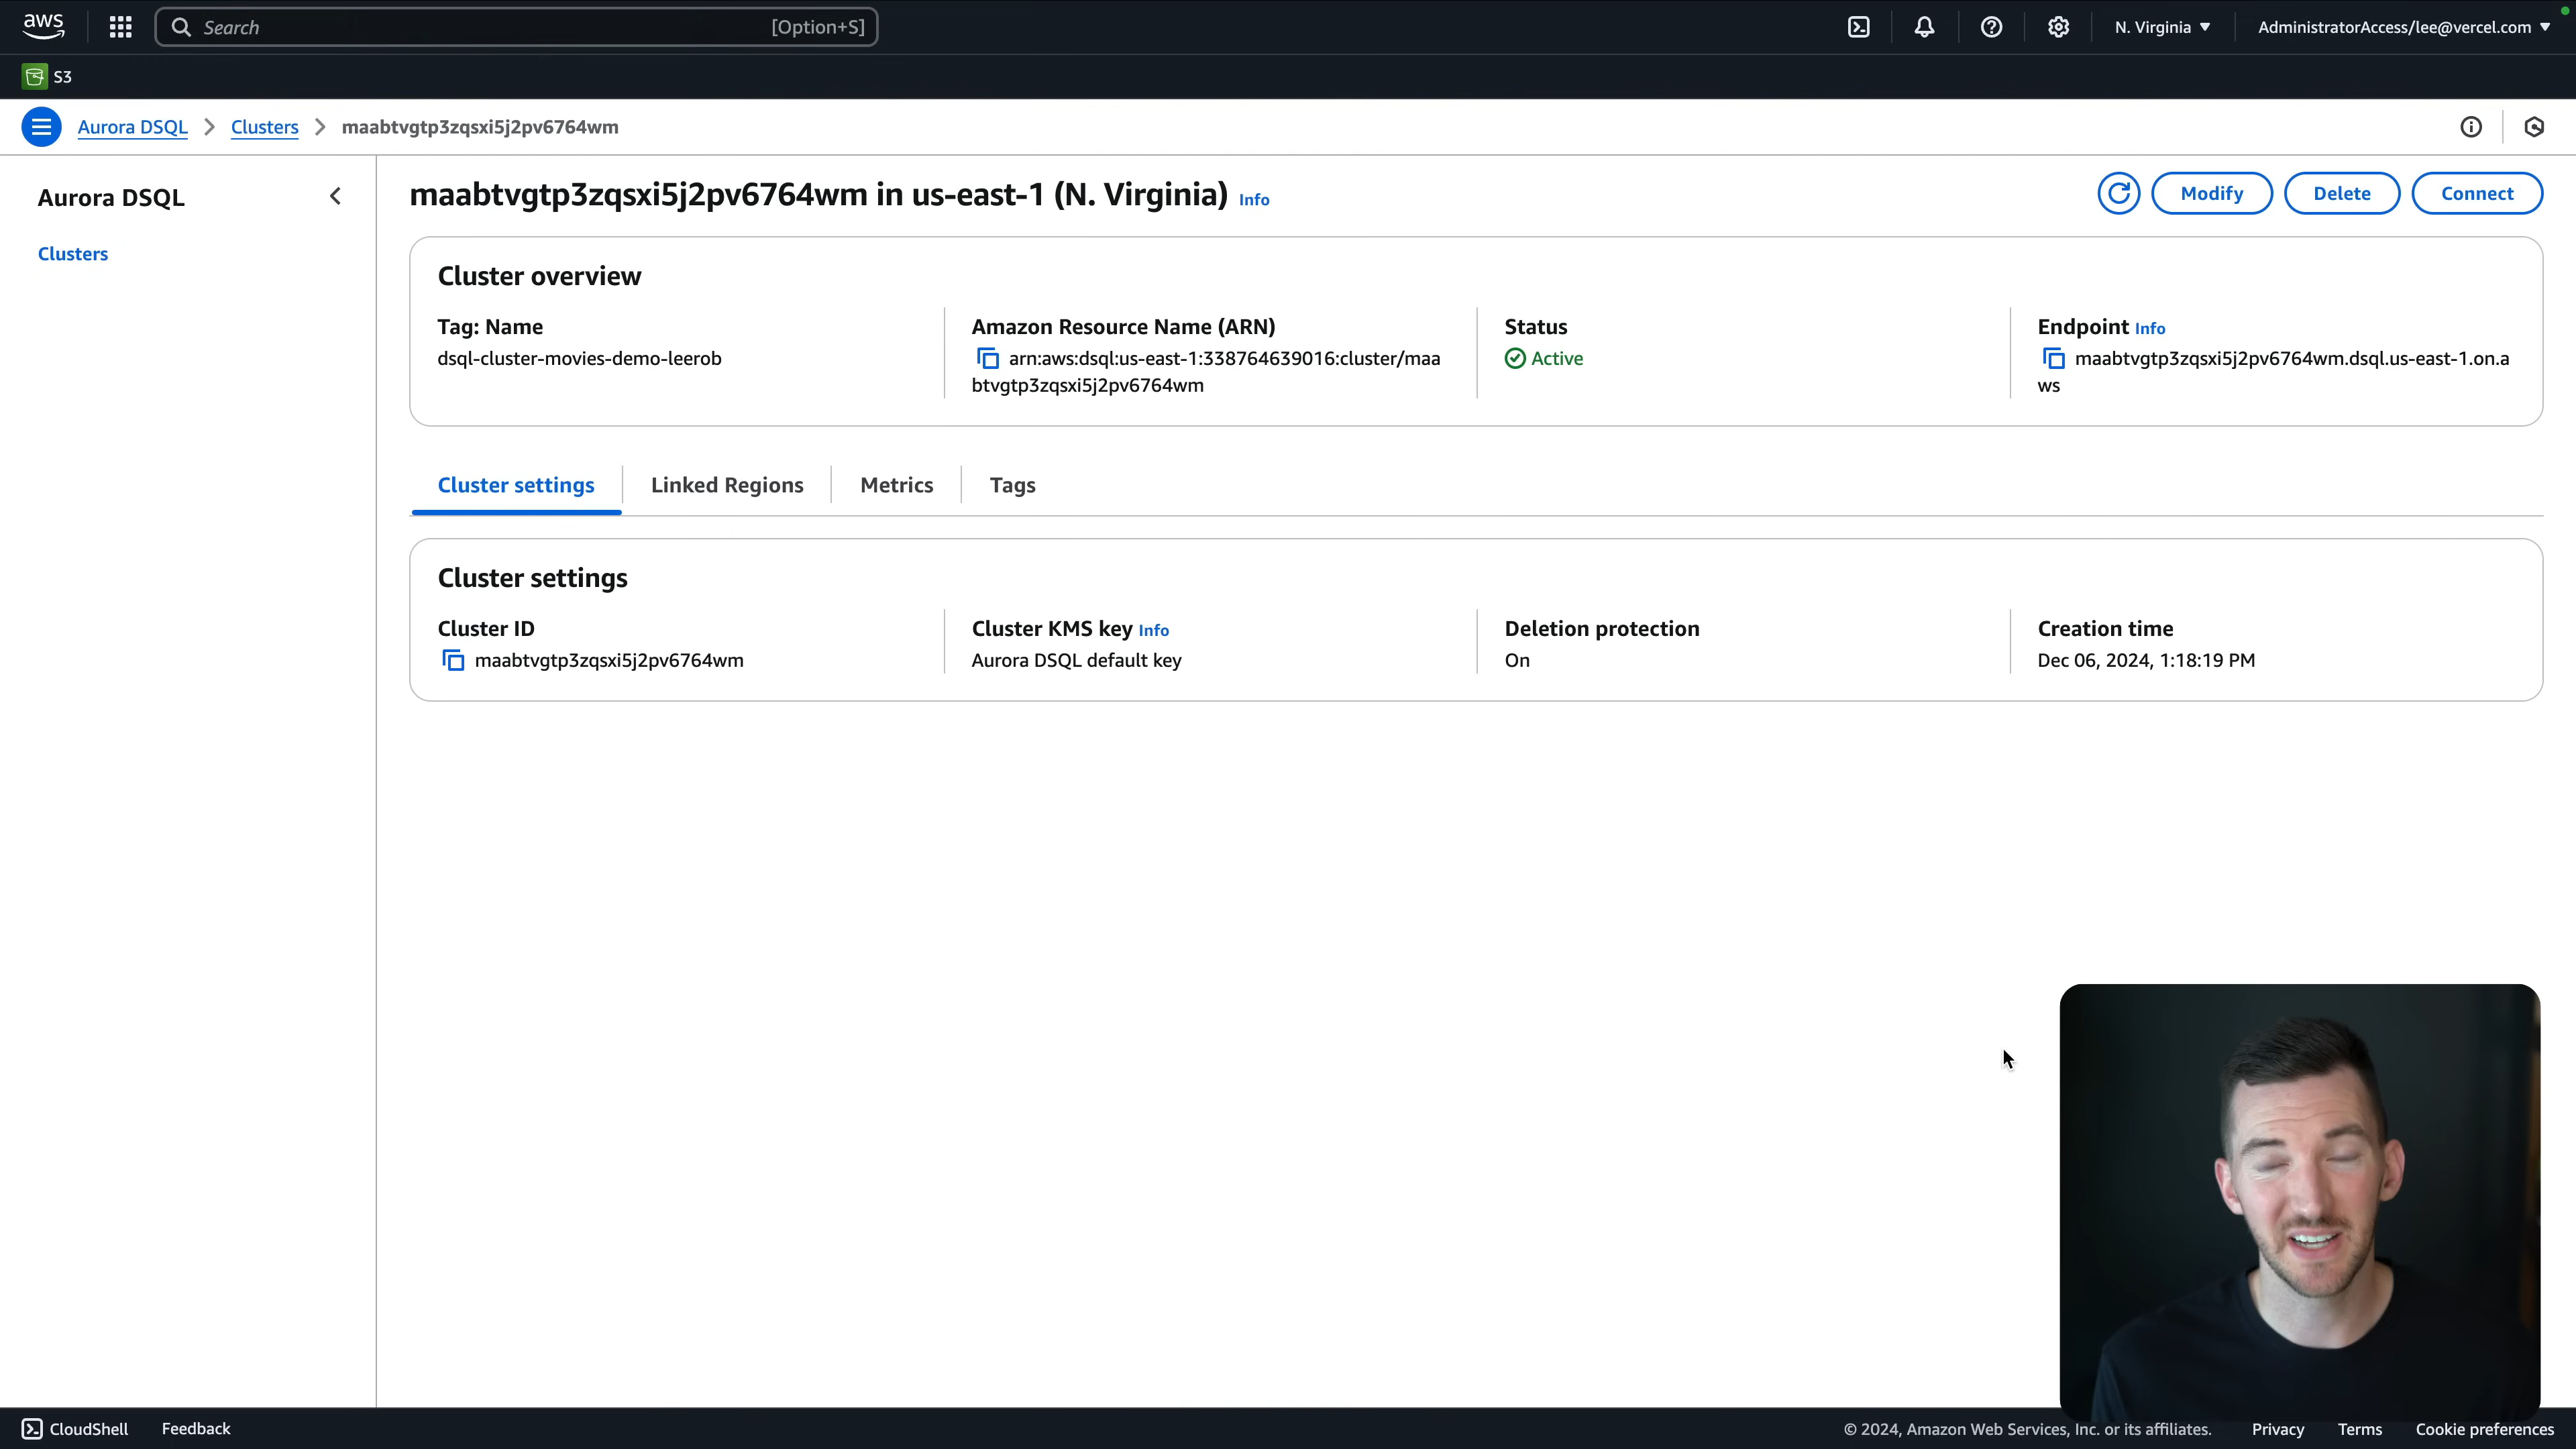 aws
Search [Option+S]
N. Virginia
AdministratorAccess/lee@vercel.com
S3
Aurora DSQL
Clusters
maabtvgtp3zqsxi5j2pv6764wm
Aurora DSQL
Clusters
maabtvgtp3zqsxi5j2pv6764wm in us-east-1 (N. Virginia) Info
Modify
Delete
Connect
Cluster overview
Tag: Name
dsql-cluster-movies-demo-leerob
Amazon Resource Name (ARN)
arn:aws:dsql:us-east-1:338764639016:cluster/maa
btvgtp3zqsxi5j2pv6764wm
Status
Active
Endpoint Info
maabtvgtp3zqsxi5j2pv6764wm.dsql.us-east-1.on.a
ws
Cluster settings
Linked Regions
Metrics
Tags
Cluster settings
Cluster ID
maabtvgtp3zqsxi5j2pv6764wm
Cluster KMS key Info
Aurora DSQL default key
Deletion protection
On
Creation time
Dec 06, 2024, 1:18:19 PM
CloudShell
Feedback
© 2024, Amazon Web Services, Inc. or its affiliates.
Privacy
Terms
Cookie preferences